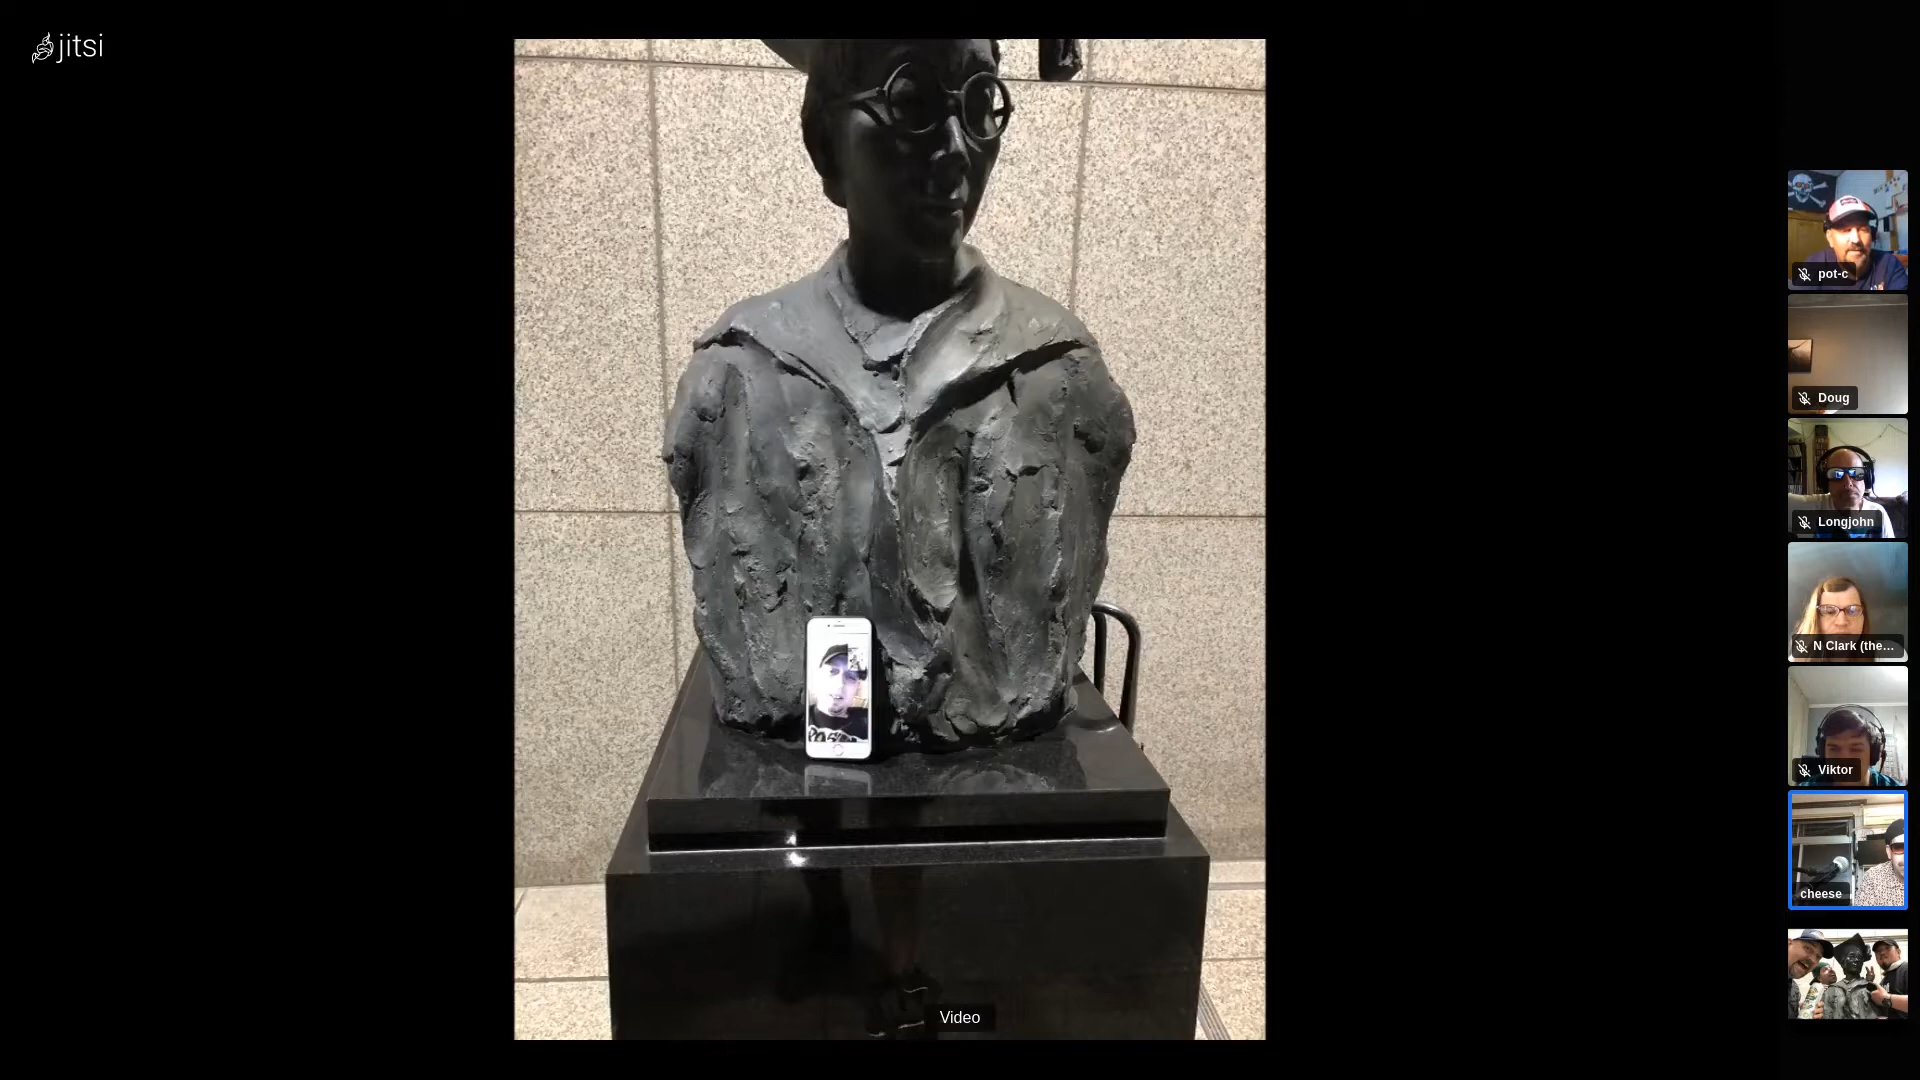 jitsi
pot-c
Doug
Longjohn
N Clark (the...
Viktor
cheese
Video